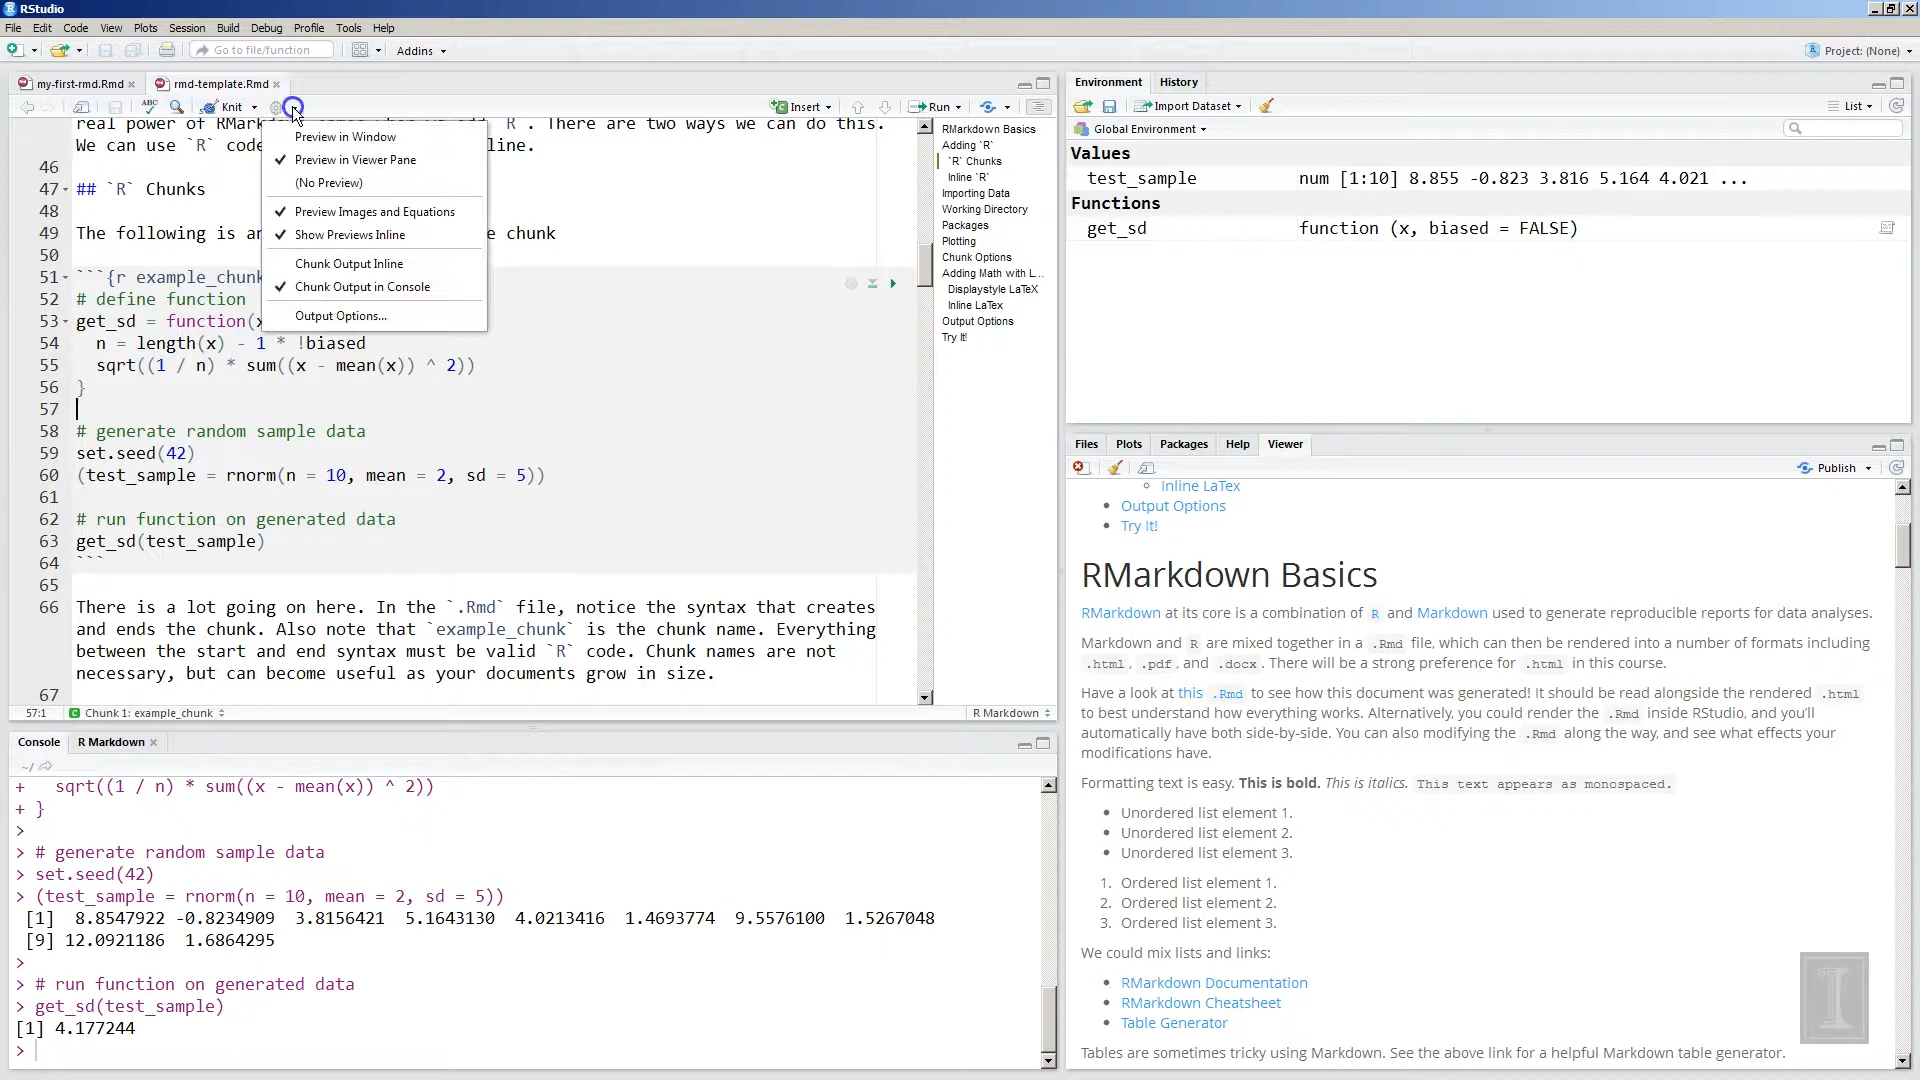 RStudio
File Edit Code View Plots Session Build Debug Profile Tools Help
Go to file/function Addins Project: (None)
my-first-rmd.Rmd rmd-template.Rmd
ABC Knit Insert Run
We can use `R` code
real power of RMark
`R`. There are two ways we can do this.
line.
46
47 ## `R` Chunks
48
49 The following is an e chunk
50
51 ```{r example_chunk
52 # define function
53 get_sd = function(x
54 n = length(x) - 1 * !biased
55 sqrt((1 / n) * sum((x - mean(x)) ^ 2))
56 }
57
58 # generate random sample data
59 set.seed(42)
60 (test_sample = rnorm(n = 10, mean = 2, sd = 5))
61
62 # run function on generated data
63 get_sd(test_sample)
64 ```
65
66 There is a lot going on here. In the `.Rmd` file, notice the syntax that creates
and ends the chunk. Also note that `example_chunk` is the chunk name. Everything
between the start and end syntax must be valid `R` code. Chunk names are not
necessary, but can become useful as your documents grow in size.
67
57:1 Chunk 1: example_chunk R Markdown
Preview in Window
Preview in Viewer Pane
(No Preview)
Preview Images and Equations
Show Previews Inline
Chunk Output Inline
Chunk Output in Console
Output Options...
RMarkdown Basics
Adding `R`
`R` Chunks
Inline `R`
Importing Data
Working Directory
Packages
Plotting
Chunk Options
Adding Math with L...
Displaystyle LaTeX
Inline LaTex
Output Options
Try It!
Console R Markdown
~/
+ sqrt((1 / n) * sum((x - mean(x)) ^ 2))
+ }
>
> # generate random sample data
> set.seed(42)
> (test_sample = rnorm(n = 10, mean = 2, sd = 5))
[1] 8.8547922 -0.8234909 3.8156421 5.1643130 4.0213416 1.4693774 9.5576100 1.5267048
[9] 12.0921186 1.6864295
>
> # run function on generated data
> get_sd(test_sample)
[1] 4.177244
>
Environment History
Import Dataset List
Global Environment
Values
test_sample num [1:10] 8.855 -0.823 3.816 5.164 4.021 ...
Functions
get_sd function (x, biased = FALSE)
Files Plots Packages Help Viewer
Publish
Inline LaTex
Output Options
Try It!
RMarkdown Basics
RMarkdown at its core is a combination of R and Markdown used to generate reproducible reports for data analyses.
Markdown and R are mixed together in a .Rmd file, which can then be rendered into a number of formats including
.html, .pdf, and .docx. There will be a strong preference for .html in this course.
Have a look at this .Rmd to see how this document was generated! It should be read alongside the rendered .html
to best understand how everything works. Alternatively, you could render the .Rmd inside RStudio, and you'll
automatically have both side-by-side. You can also modifying the .Rmd along the way, and see what effects your
modifications have.
Formatting text is easy. This is bold. This is italics. This text appears as monospaced.
Unordered list element 1.
Unordered list element 2.
Unordered list element 3.
1. Ordered list element 1.
2. Ordered list element 2.
3. Ordered list element 3.
We could mix lists and links:
RMarkdown Documentation
RMarkdown Cheatsheet
Table Generator
Tables are sometimes tricky using Markdown. See the above link for a helpful Markdown table generator.